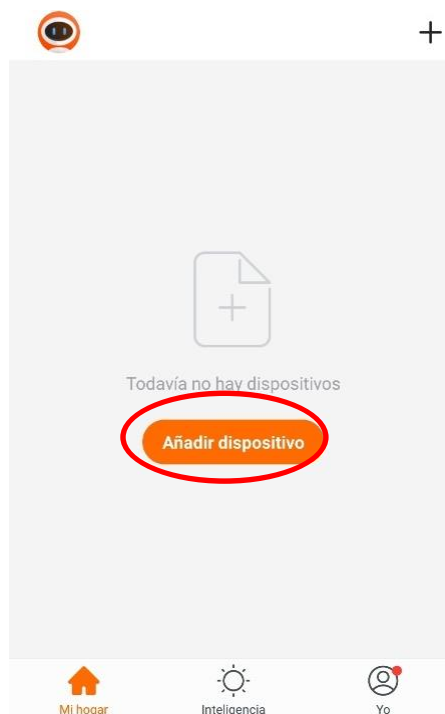 Todavía no hay dispositivos
Añadir dispositivo
Mi hogar
Inteligencia
Yo